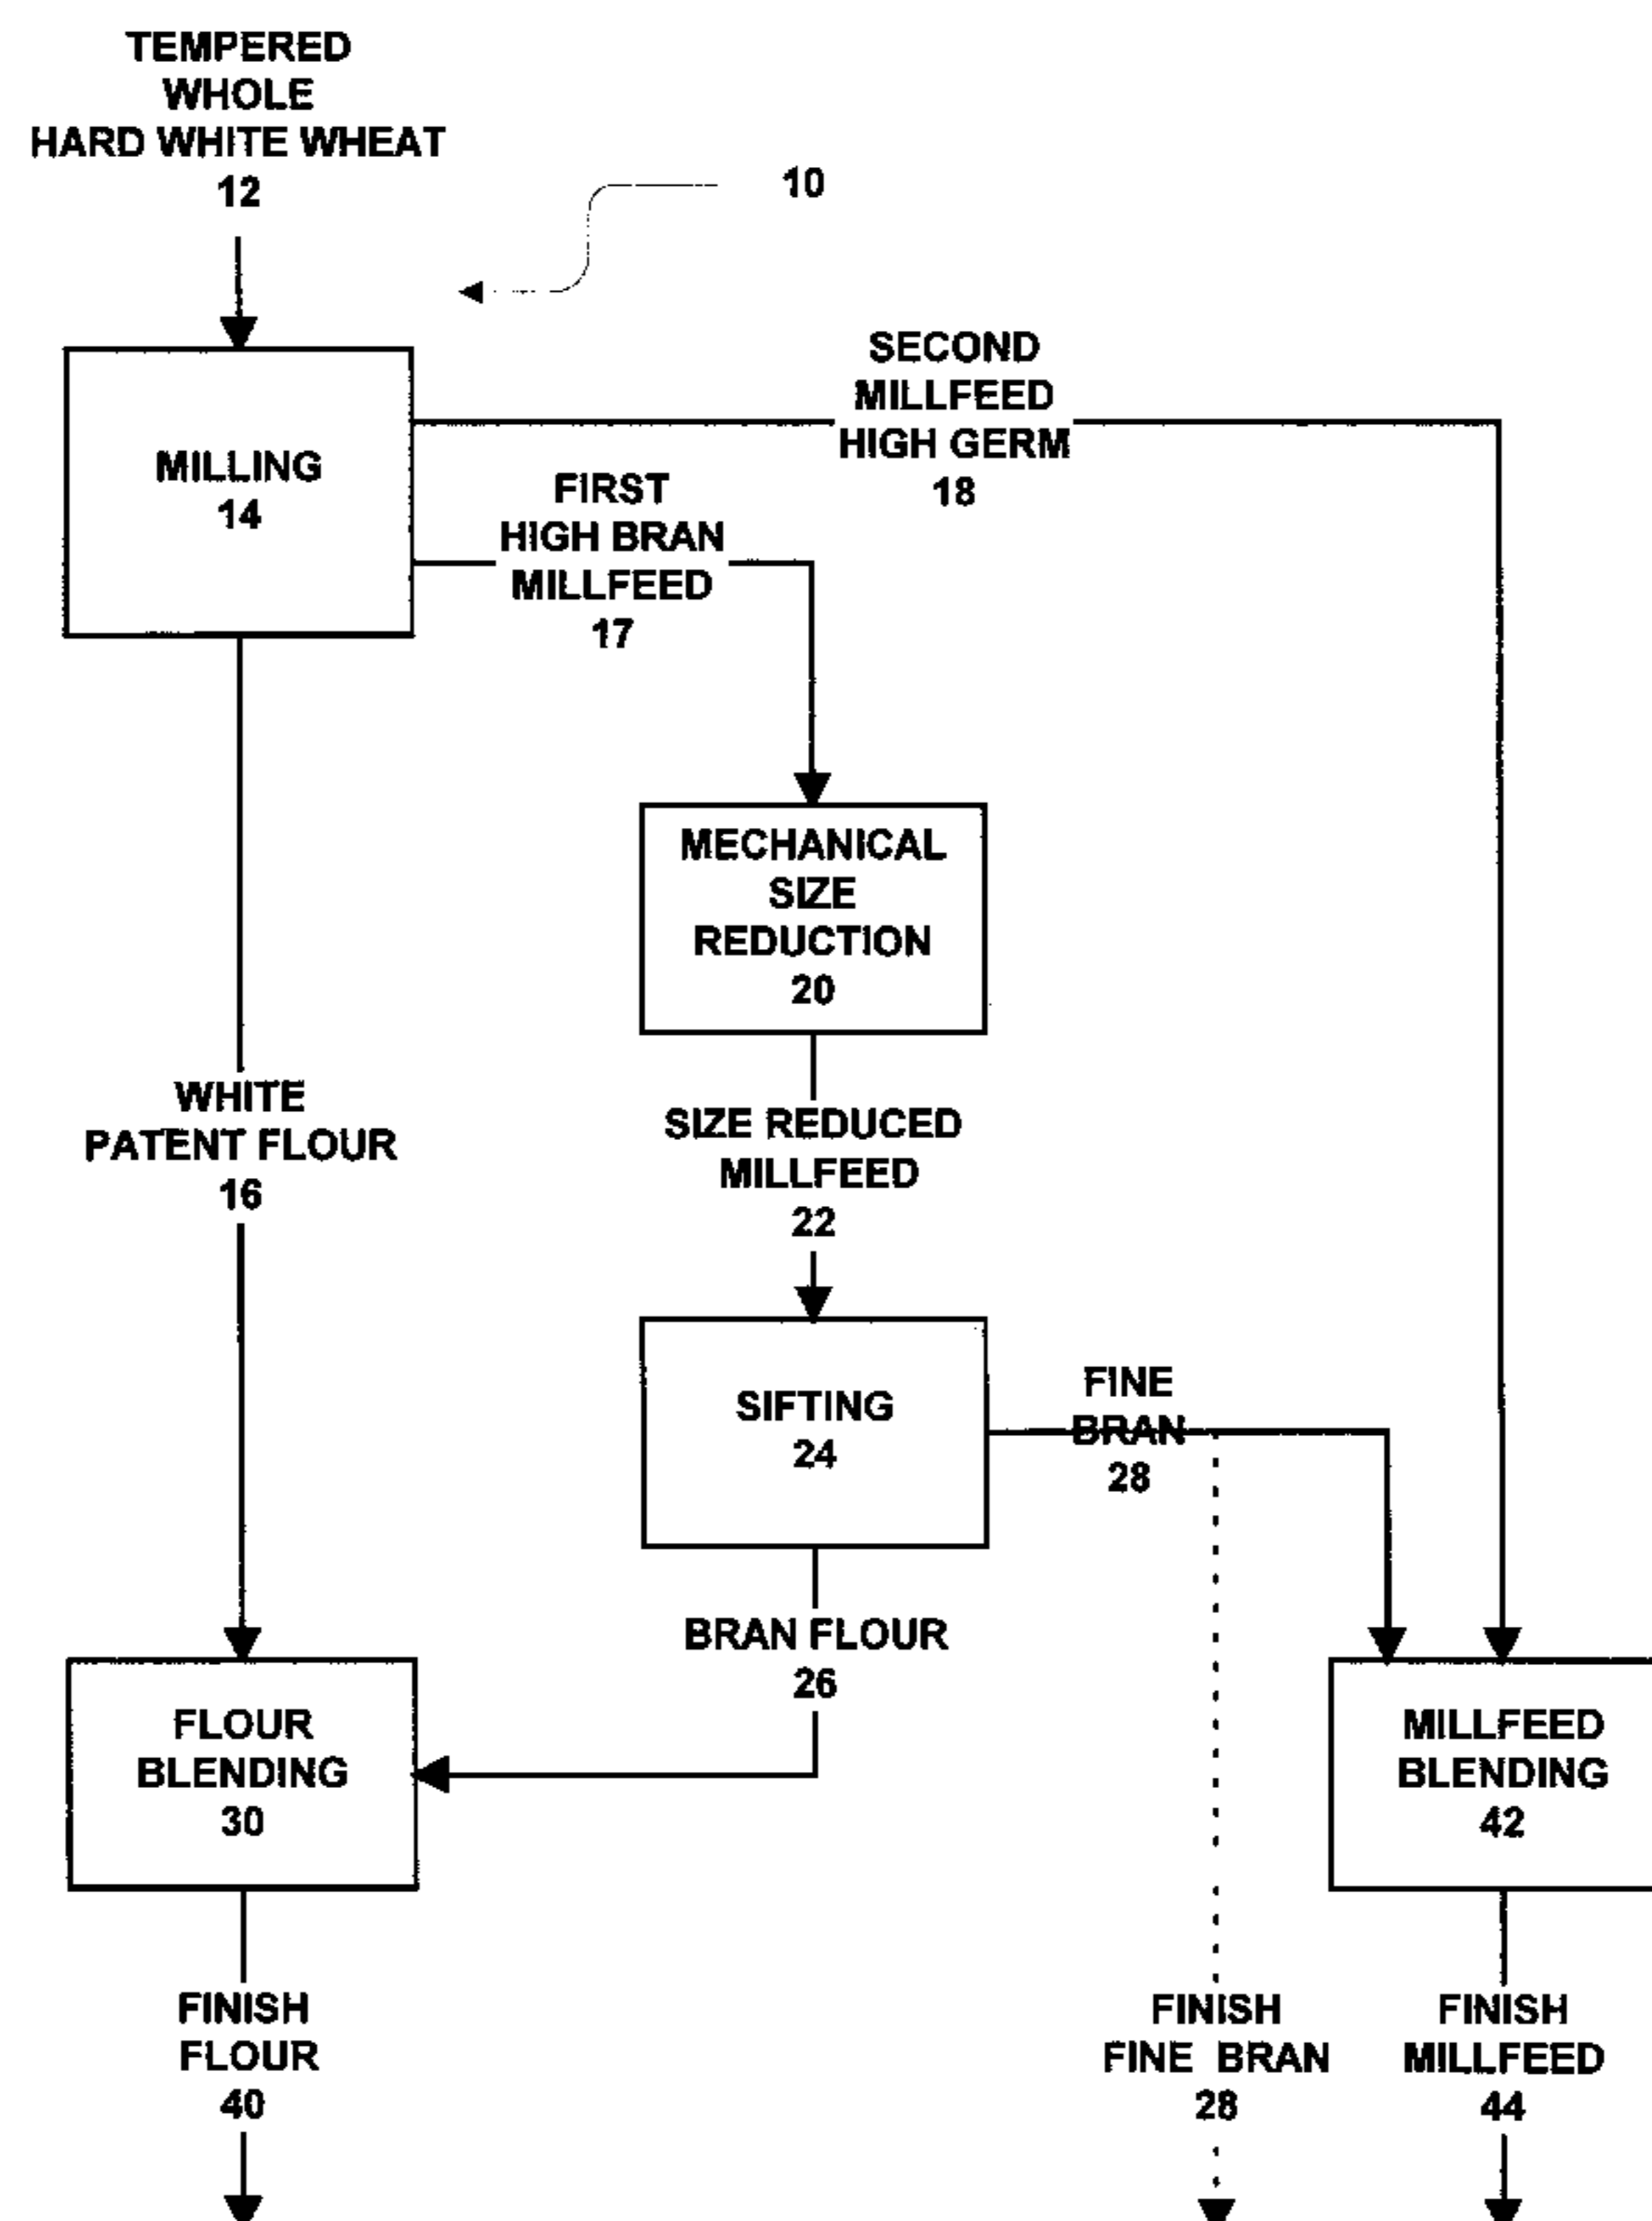 TEMPERED
WHOLE
HARD WHITE WHEAT
12
10
SECOND
MILLFEED
HIGH GERM
18
MILLING
14
FIRST
HIGH BRAN
MILLFEED
17
MECHANICAL
SIZE
REDUCTION
20
WHITE
PATENT FLOUR
16
SIZE REDUCED
MILLFEED
22
SIFTING
24
FINE
BRAN
28
BRAN FLOUR
26
FLOUR
BLENDING
30
MILLFEED
BLENDING
42
FINISH
FLOUR
40
FINISH
FINE BRAN
28
FINISH
MILLFEED
44